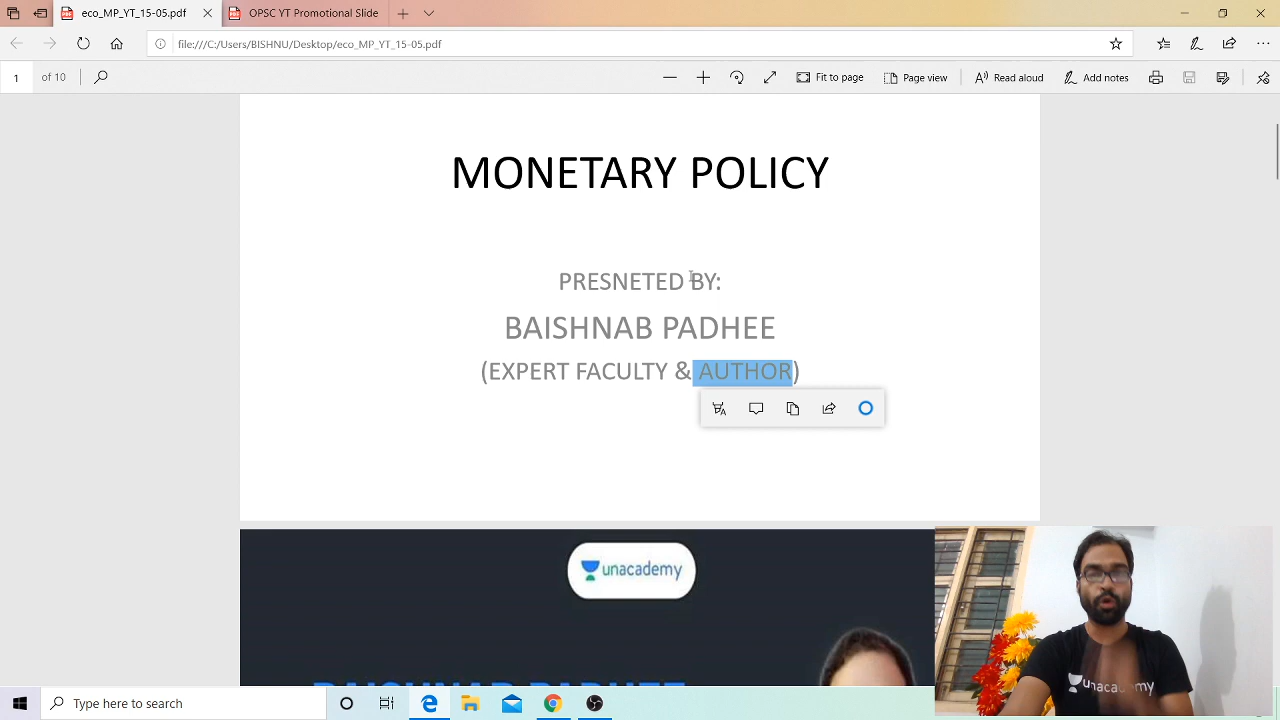 eco_MP_YT_15-05.pdf
OPSC YT Promotional Slide
file:///C:/Users/BISHNU/Desktop/eco_MP_YT_15-05.pdf
1 of 10
Fit to page
Page view
Read aloud
Add notes
MONETARY POLICY
PRESNETED BY:
BAISHNAB PADHEE
(EXPERT FACULTY & AUTHOR)
unacademy
BAISHNAB PADHEE
unacademy
Type here to search